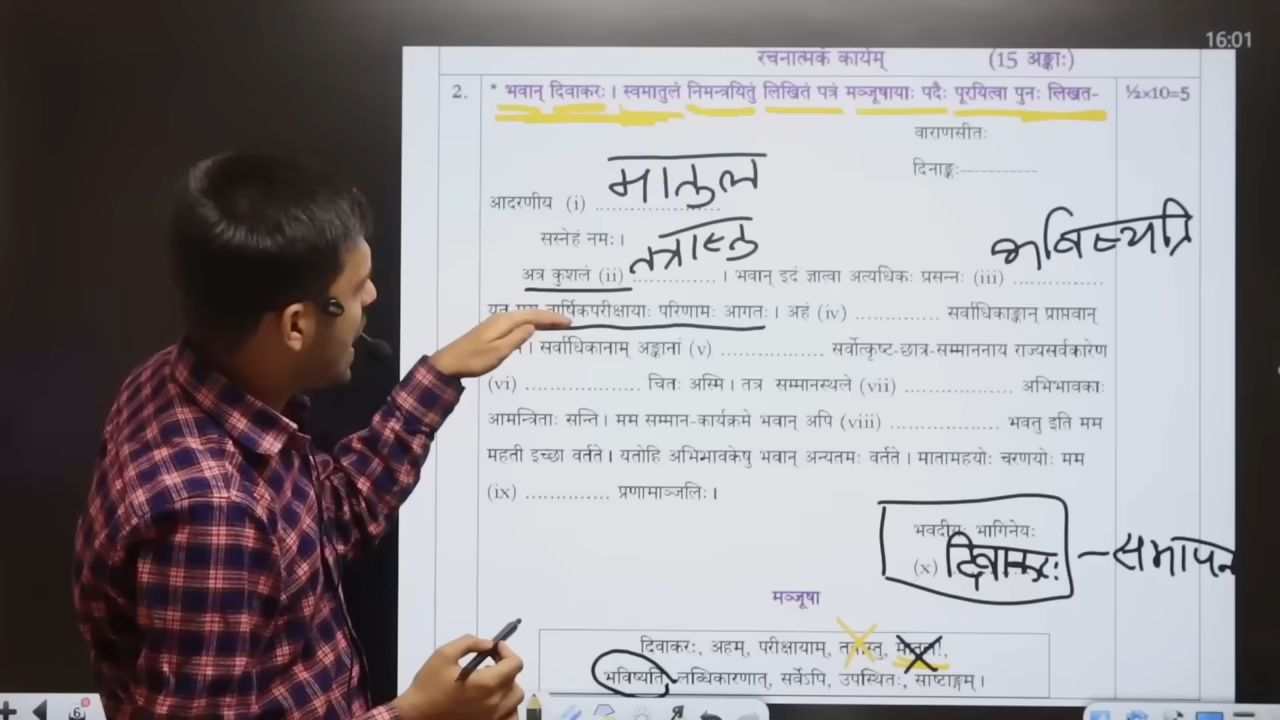 16:01
रचनात्मकं कार्यम् (15 अङ्काः)
2. * भवान् दिवाकरः। स्वमातुलं निमन्त्रयितुं लिखितं पत्रं मञ्जूषायाः पदैः पूरयित्वा पुनः लिखत- ½x10=5
वाराणसीतः
दिनाङ्कः-----------
आदरणीय (i) मातुल
सस्नेहं नमः।
अत्र कुशलं (ii) तत्रास्तु । भवान् इदं ज्ञात्वा अत्यधिकः प्रसन्नः (iii) भविष्यति
परीक्षायाः परिणामः आगतः। अहं (iv) .............. सर्वाधिकाङ्कान् प्राप्तवान्
। सर्वाधिकानाम् अङ्कानां (v) ................. सर्वोत्कृष्ट-छात्र-सम्माननाय राज्यसर्वकारेण
(vi) ................... चितः अस्मि। तत्र सम्मानस्थले (vii) .................. अभिभावकाः
आमन्त्रिताः सन्ति। मम सम्मान-कार्यक्रमे भवान् अपि (viii) .................. भवतु इति मम
महती इच्छा वर्तते। यतोहि अभिभावकेषु भवान् अन्यतमः वर्तते। मातामहयोः चरणयोः मम
(ix) .............. प्रणामाञ्जलिः।
भवदीयः भागिनेयः
(x) दिवाकरः - समापन
मञ्जूषा
दिवाकरः, अहम्, परीक्षायाम्, तत्रास्तु, मातुल!,
भविष्यति, लब्धिकारणात्, सर्वेऽपि, उपस्थितः, साष्टाङ्गम्।